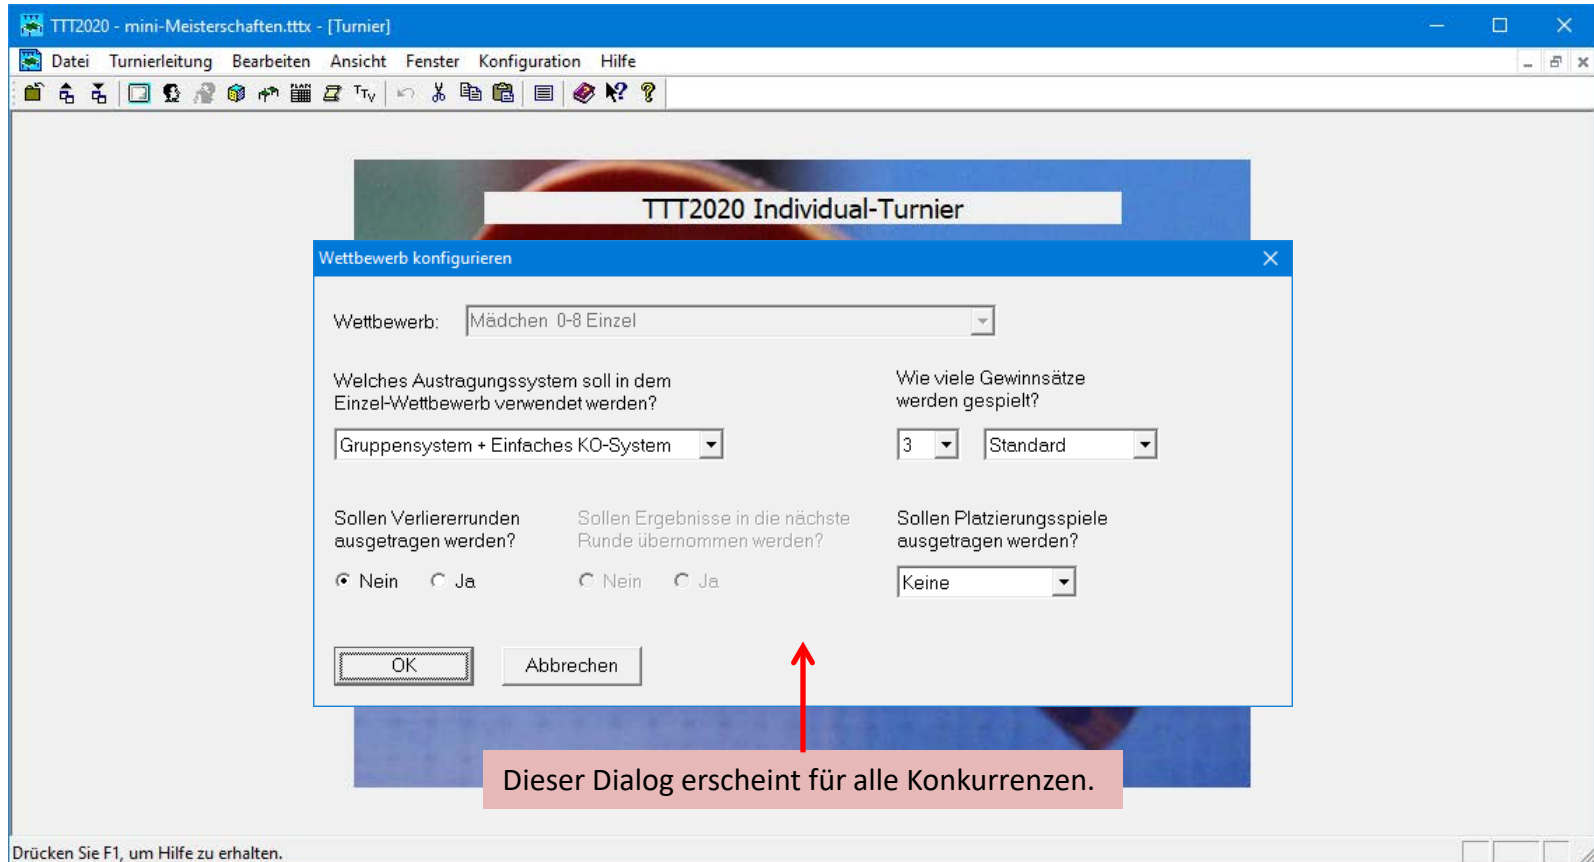 TTT2020 - mini-Meisterschaften.tttx - [Turnier]
Datei Turnierleitung Bearbeiten Ansicht Fenster Konfiguration Hilfe
PLAN
TTV
TTT2020 Individual-Turnier
Wettbewerb konfigurieren
Wettbewerb: Mädchen 0-8 Einzel
Welches Austragungssystem soll in dem
Einzel-Wettbewerb verwendet werden?
Wie viele Gewinnsätze
werden gespielt?
Gruppensystem + Einfaches KO-System
3 Standard
Sollen Verliererrunden
ausgetragen werden?
Sollen Ergebnisse in die nächste
Runde übernommen werden?
Sollen Platzierungsspiele
ausgetragen werden?
Nein Ja
Nein Ja
Keine
OK Abbrechen
Dieser Dialog erscheint für alle Konkurrenzen.
Drücken Sie F1, um Hilfe zu erhalten.